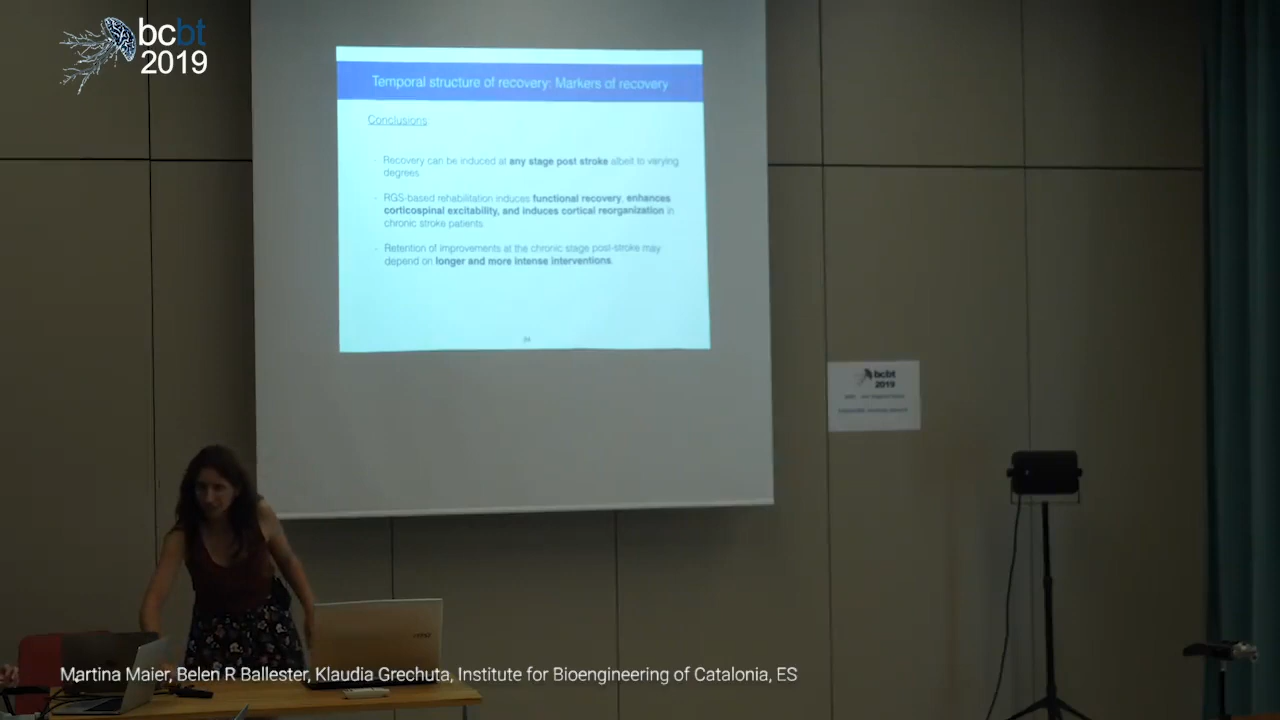 bcbt
2019
Temporal structure of recovery: Markers of recovery
Conclusions
- Recovery can be induced at any stage post stroke albeit to varying
degrees.
- RGS-based rehabilitation induces functional recovery, enhances
corticospinal excitability, and induces cortical reorganization in
chronic stroke patients
- Retention of improvements at the chronic stage post-stroke may
depend on longer and more intense interventions.
bcbt
2019
Martina Maier, Belen R Ballester, Klaudia Grechuta, Institute for Bioengineering of Catalonia, ES